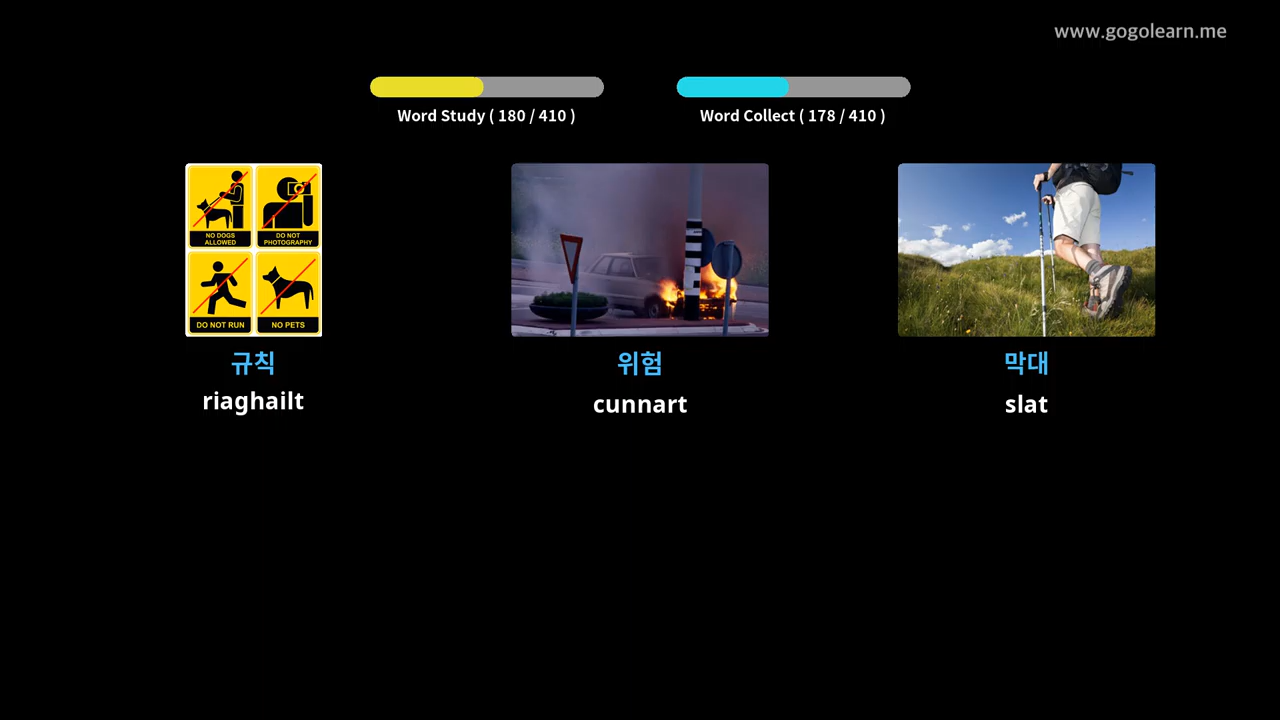 www.gogolearn.me
Word Study ( 180 / 410 )
Word Collect ( 178 / 410 )
NO DOGS
ALLOWED
DO NOT
PHOTOGRAPHY
DO NOT RUN
NO PETS
규칙
위험
막대
riaghailt
cunnart
slat